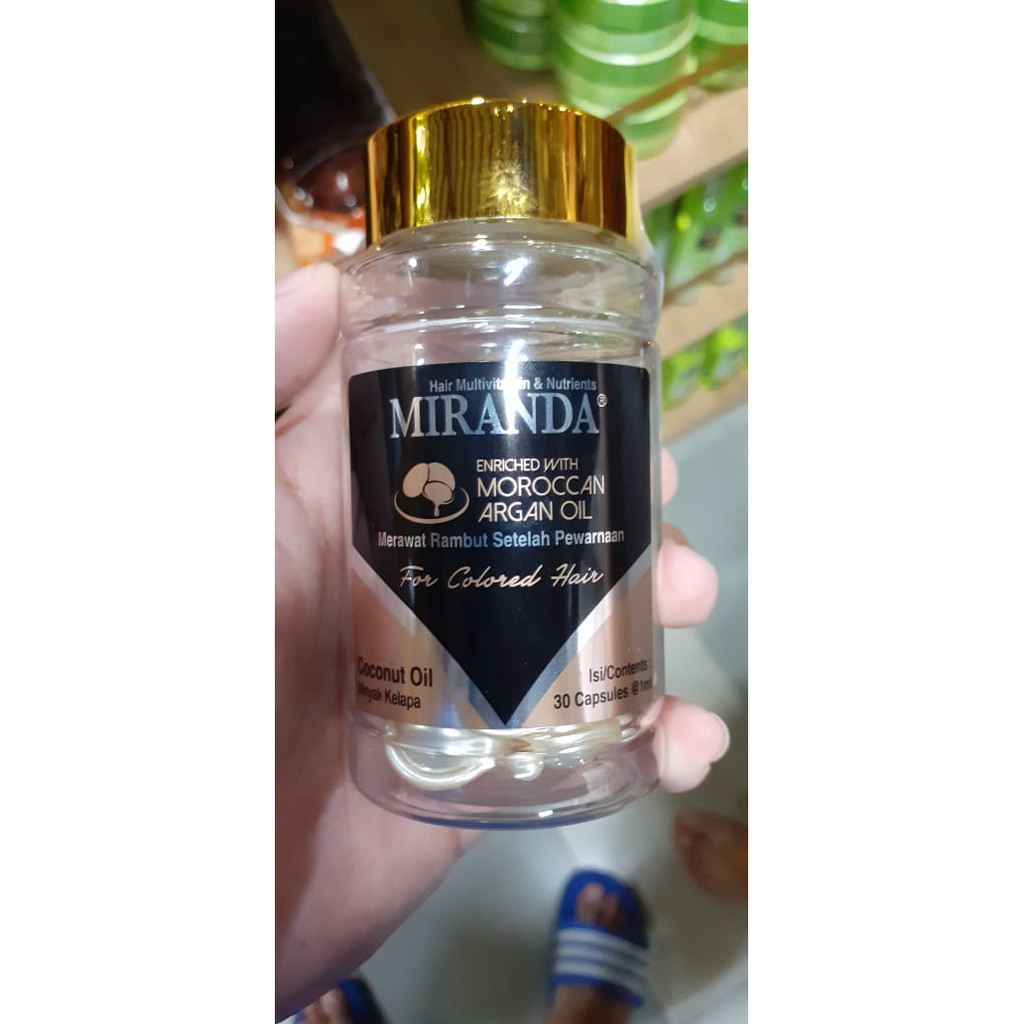 Hair Multivitamin & Nutrients
MIRANDA®
ENRICHED WITH
MOROCCAN
ARGAN OIL
Merawat Rambut Setelah Pewarnaan
For Colored Hair
Coconut Oil
Minyak Kelapa
Isi/Contents :
30 Capsules @1ml